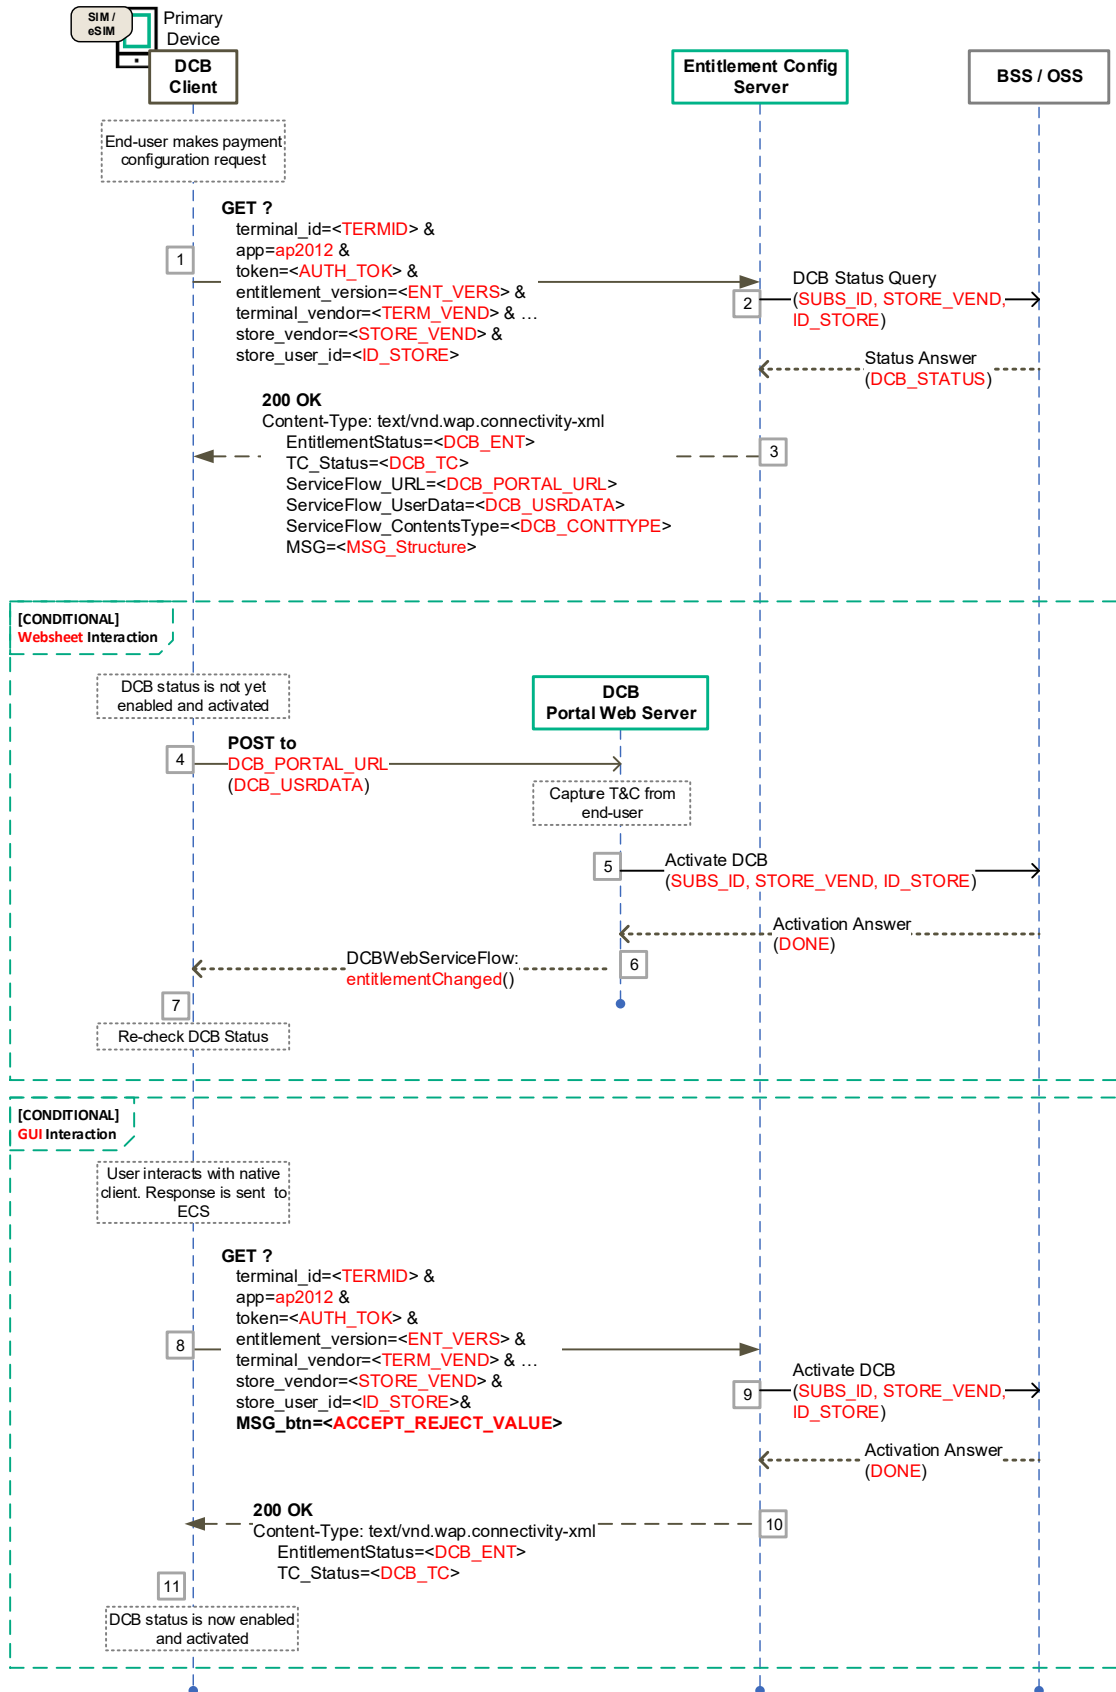 SIM /
eSIM
Primary
Device
DCB
Client
Entitlement Config
Server
BSS / OSS
End-user makes payment
configuration request
GET ?
terminal_id=<TERMID> &
app=ap2012 &
token=<AUTH_TOK> &
entitlement_version=<ENT_VERS> &
terminal_vendor=<TERM_VEND> & ...
store_vendor=<STORE_VEND> &
store_user_id=<ID_STORE>
1
2
DCB Status Query
(SUBS_ID, STORE_VEND,
ID_STORE)
Status Answer
(DCB_STATUS)
200 OK
Content-Type: text/vnd.wap.connectivity-xml
EntitlementStatus=<DCB_ENT>
TC_Status=<DCB_TC>
ServiceFlow_URL=<DCB_PORTAL_URL>
ServiceFlow_UserData=<DCB_USRDATA>
ServiceFlow_ContentsType=<DCB_CONTTYPE>
MSG=<MSG_Structure>
3
[CONDITIONAL]
Websheet Interaction
DCB status is not yet
enabled and activated
DCB
Portal Web Server
4
POST to
DCB_PORTAL_URL
(DCB_USRDATA)
Capture T&C from
end-user
5
Activate DCB
(SUBS_ID, STORE_VEND, ID_STORE)
Activation Answer
(DONE)
DCBWebServiceFlow:
entitlementChanged()
6
7
Re-check DCB Status
[CONDITIONAL]
GUI Interaction
User interacts with native
client. Response is sent to
ECS
GET ?
terminal_id=<TERMID> &
app=ap2012 &
token=<AUTH_TOK> &
entitlement_version=<ENT_VERS> &
terminal_vendor=<TERM_VEND> & ...
store_vendor=<STORE_VEND> &
store_user_id=<ID_STORE>&
MSG_btn=<ACCEPT_REJECT_VALUE>
8
9
Activate DCB
(SUBS_ID, STORE_VEND,
ID_STORE)
Activation Answer
(DONE)
200 OK
Content-Type: text/vnd.wap.connectivity-xml
EntitlementStatus=<DCB_ENT>
TC_Status=<DCB_TC>
10
11
DCB status is now enabled
and activated